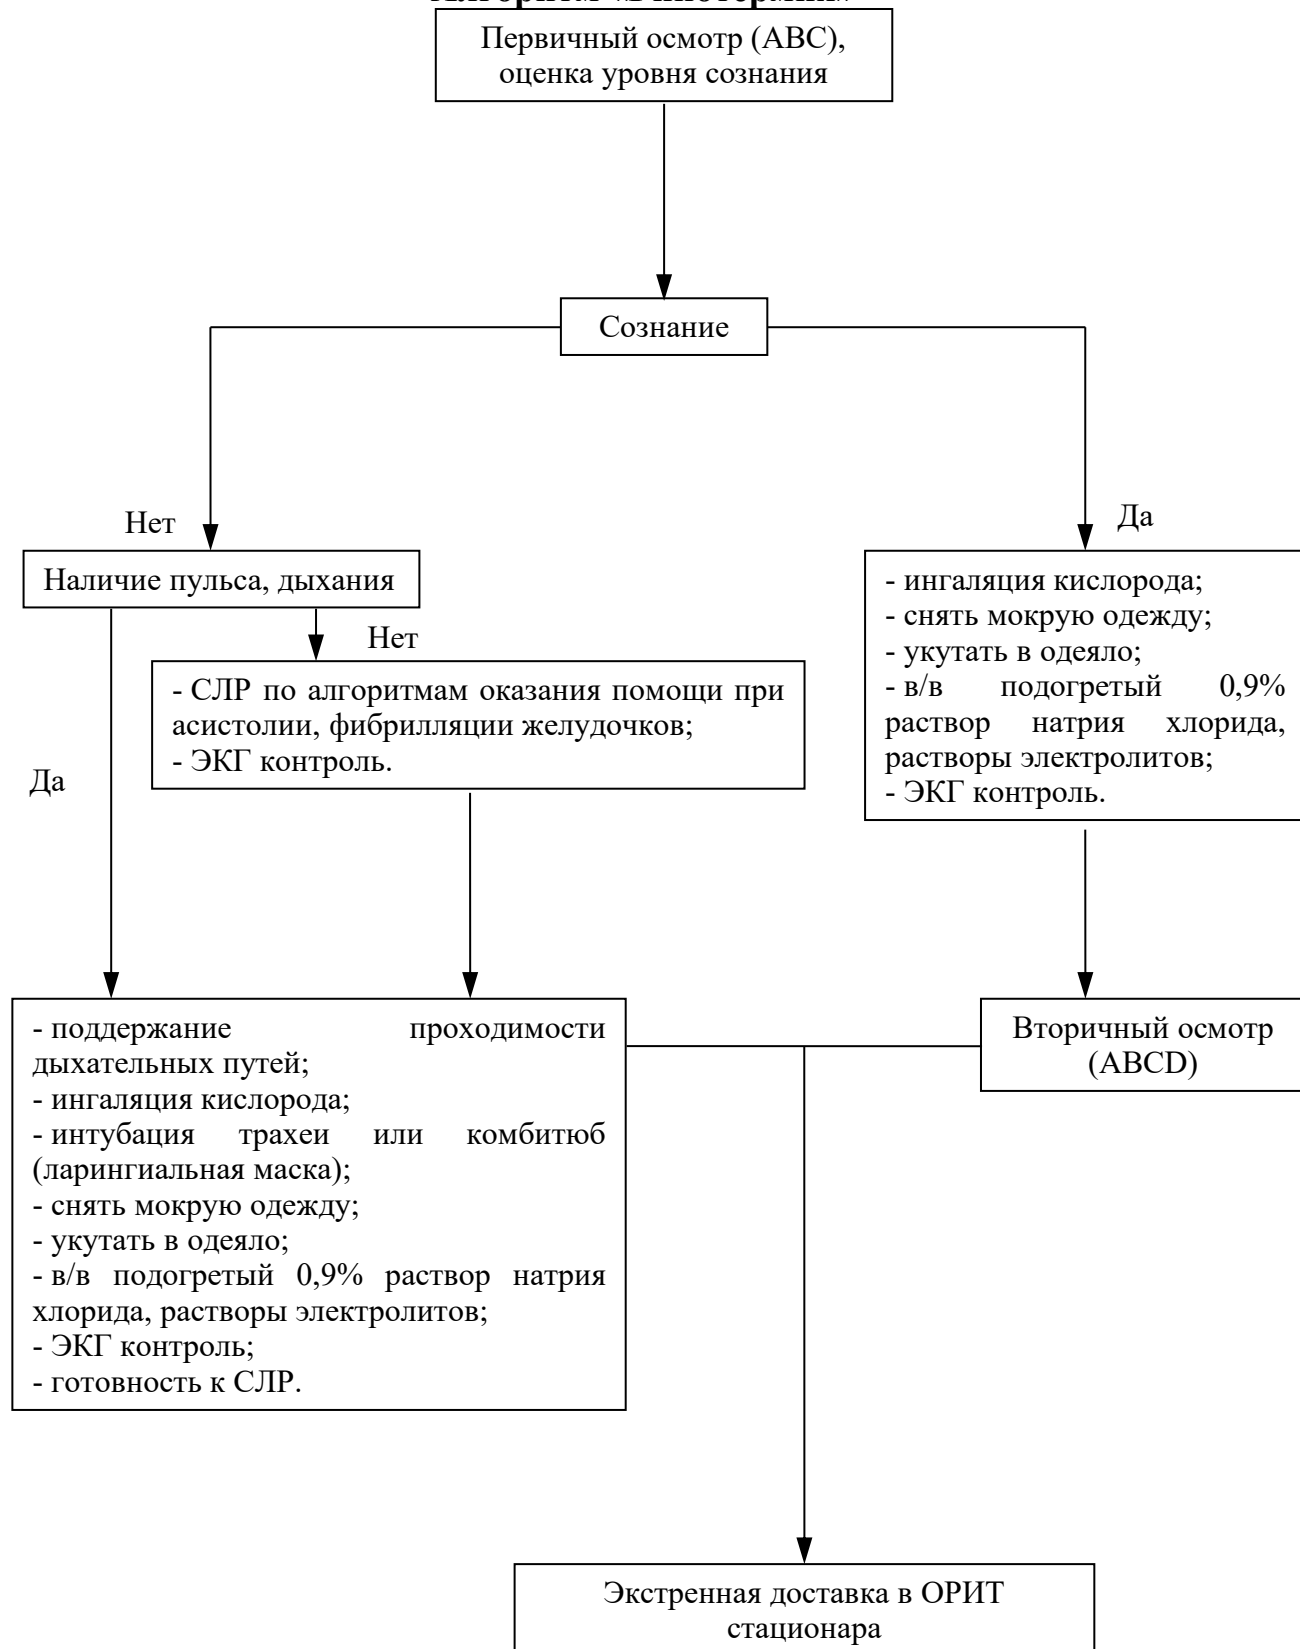 Первичный осмотр (ABC),
оценка уровня сознания
Сознание
Нет
Да
Наличие пульса, дыхания
Нет
- СЛР по алгоритмам оказания помощи при
асистолии, фибрилляции желудочков;
- ЭКГ контроль.
Да
- ингаляция кислорода;
- снять мокрую одежду;
- укутать в одеяло;
- в/в подогретый 0,9%
раствор натрия хлорида,
растворы электролитов;
- ЭКГ контроль.
- поддержание проходимости
дыхательных путей;
- ингаляция кислорода;
- интубация трахеи или комбитюб
(ларингиальная маска);
- снять мокрую одежду;
- укутать в одеяло;
- в/в подогретый 0,9% раствор натрия
хлорида, растворы электролитов;
- ЭКГ контроль;
- готовность к СЛР.
Вторичный осмотр
(ABCD)
Экстренная доставка в ОРИТ
стационара